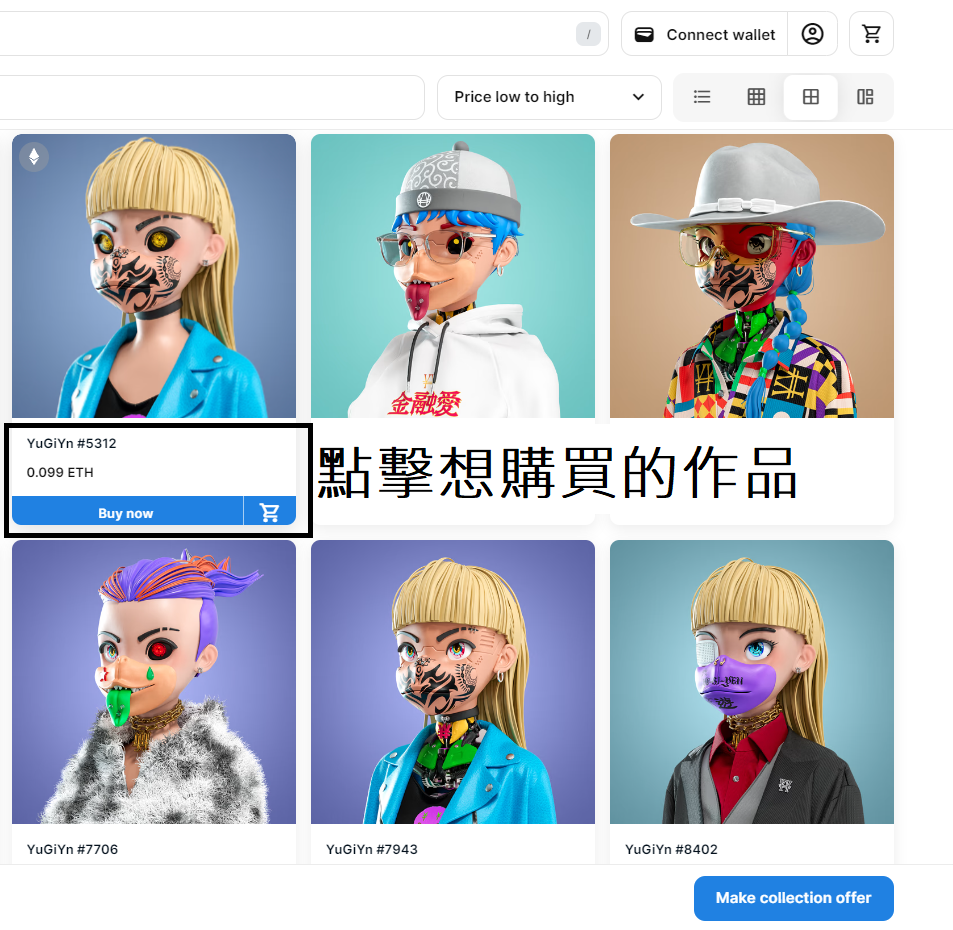 /
Connect wallet
Price low to high
金融愛
YuGiYn #5312
0.099 ETH
點擊想購買的作品
Buy now
YuGiYn #7706
YuGiYn #7943
YuGiYn #8402
Make collection offer